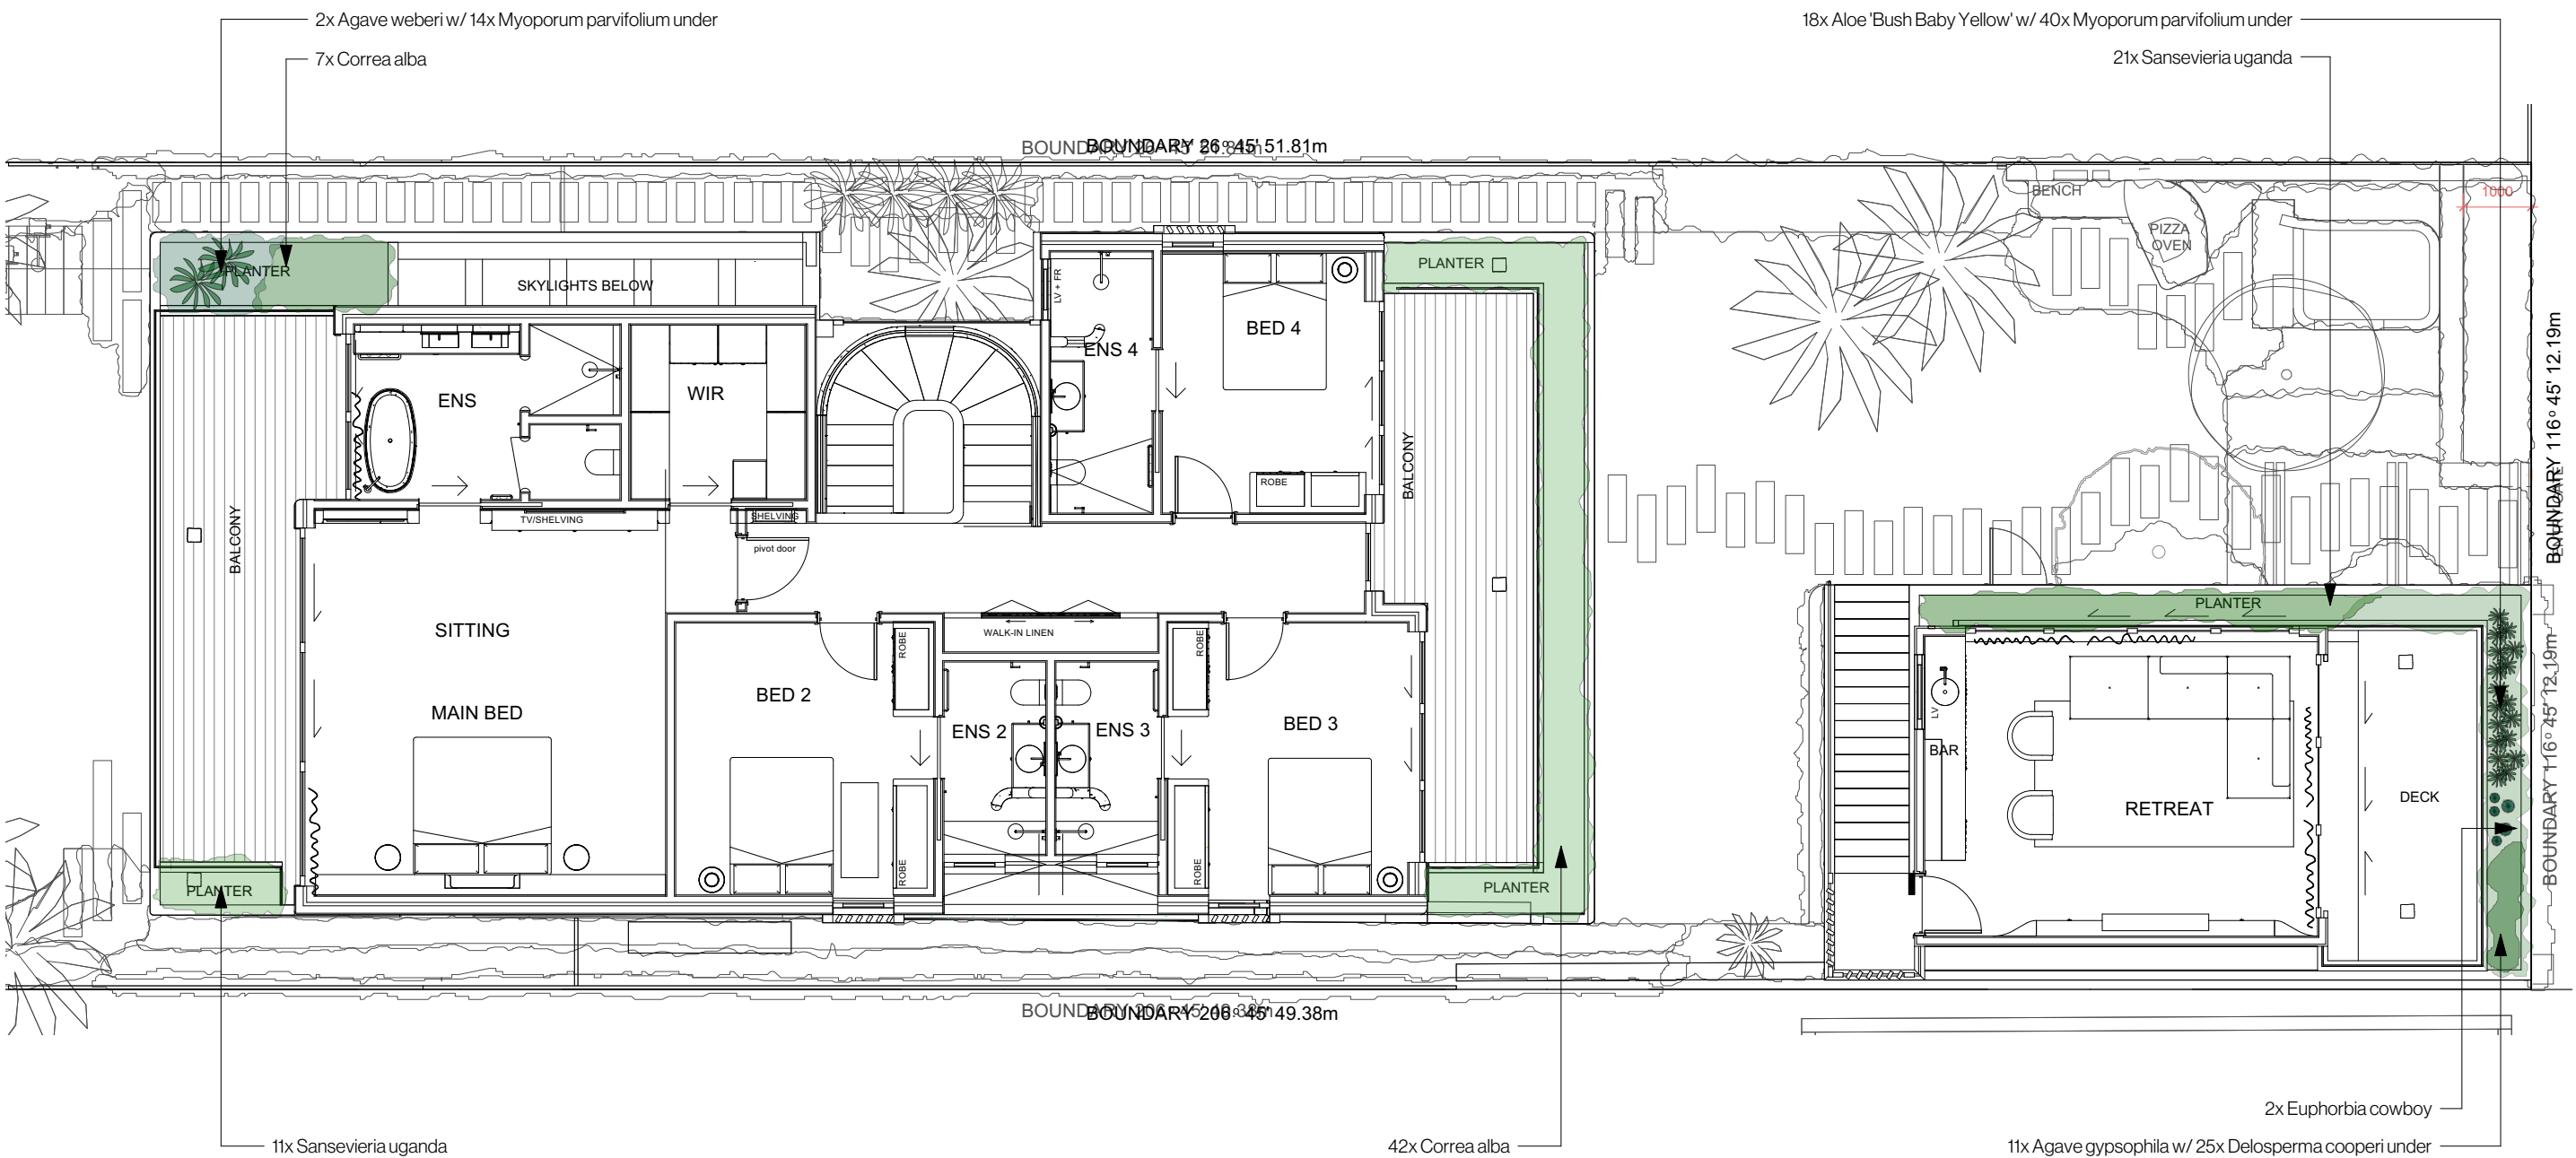 2x Agave weberi w/ 14x Myoporum parvifolium under
7x Correa alba
18x Aloe 'Bush Baby Yellow' w/ 40x Myoporum parvifolium under
21x Sansevieria uganda
BOUNDARY 26° 45' 51.81m
BENCH
1000
PIZZA
OVEN
PLANTER
SKYLIGHTS BELOW
LV + FR
PLANTER
BED 4
ENS 4
ENS
WIR
BOUNDARY 116° 45' 12.19m
BALCONY
ROBE
BALCONY
TV/SHELVING
SHELVING
pivot door
SITTING
WALK-IN LINEN
ROBE
ROBE
PLANTER
MAIN BED
BED 2
ENS 2
ENS 3
BED 3
LV
BAR
RETREAT
DECK
BOUNDARY 116° 45' 12.19m
PLANTER
ROBE
ROBE
PLANTER
BOUNDARY 206° 45' 49.38m
2x Euphorbia cowboy
11x Sansevieria uganda
42x Correa alba
11x Agave gypsophila w/ 25x Delosperma cooperi under